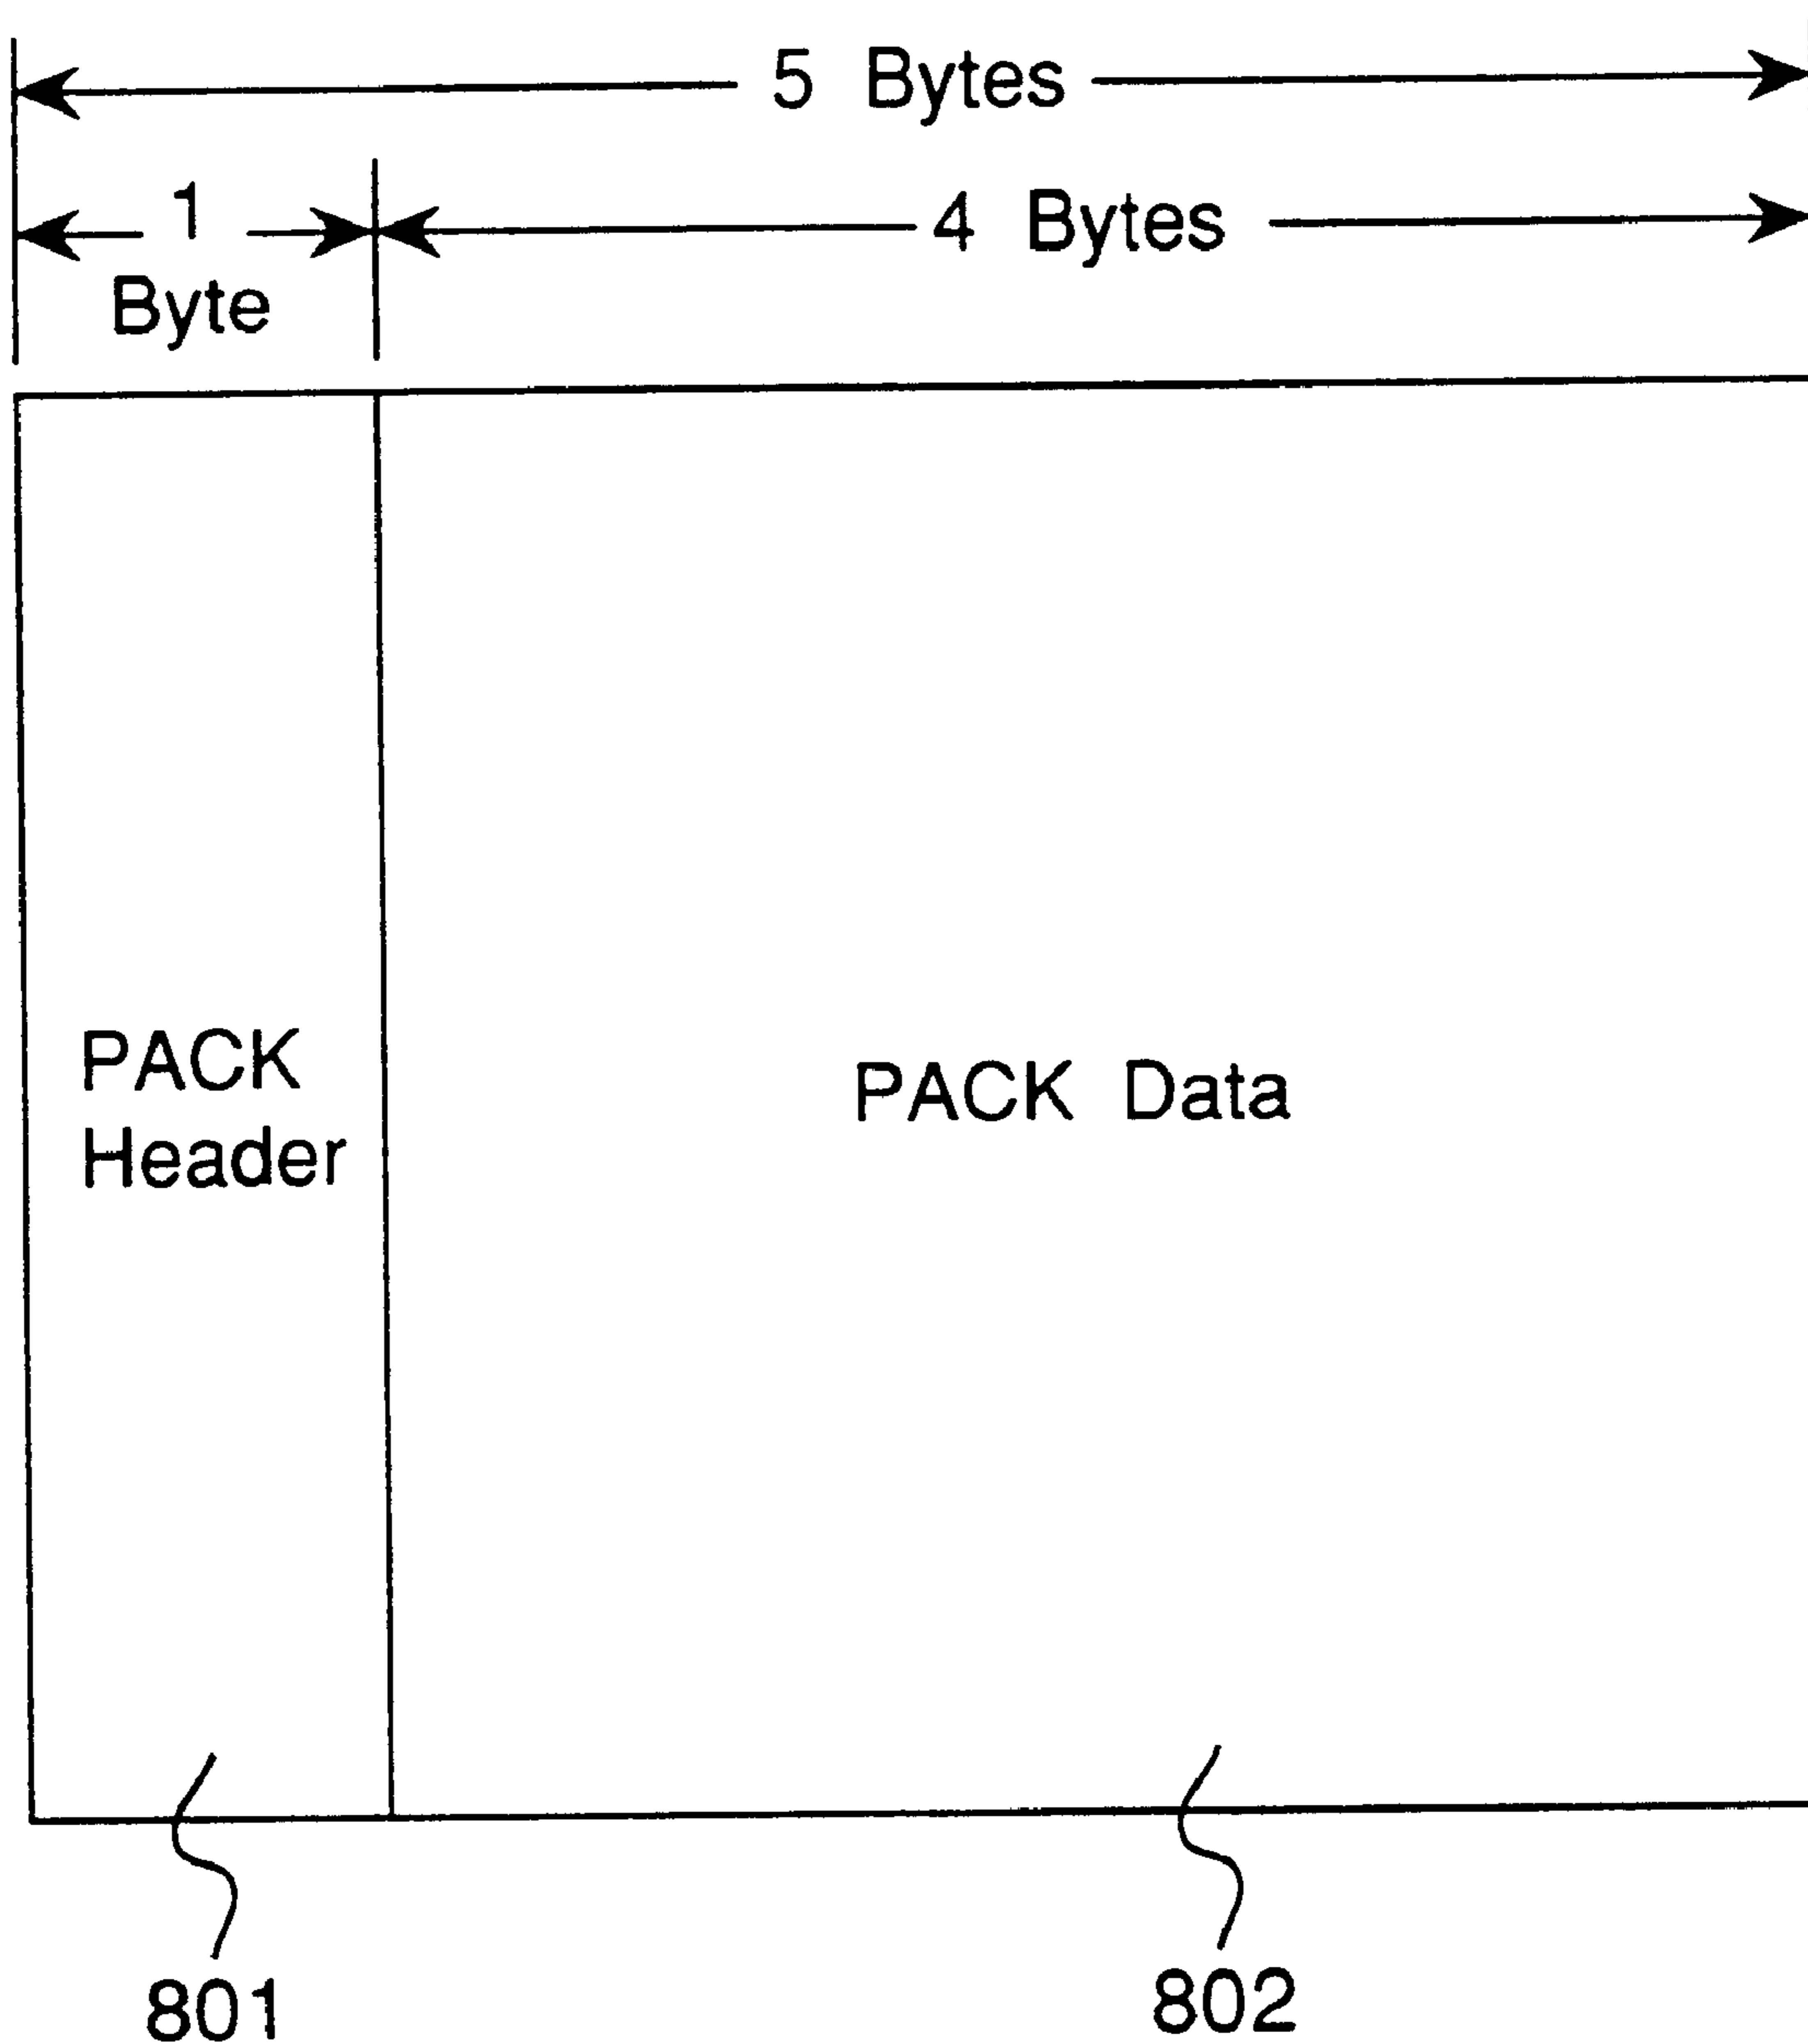 5 Bytes
1
Byte
4 Bytes
PACK
Header
PACK Data
801
802